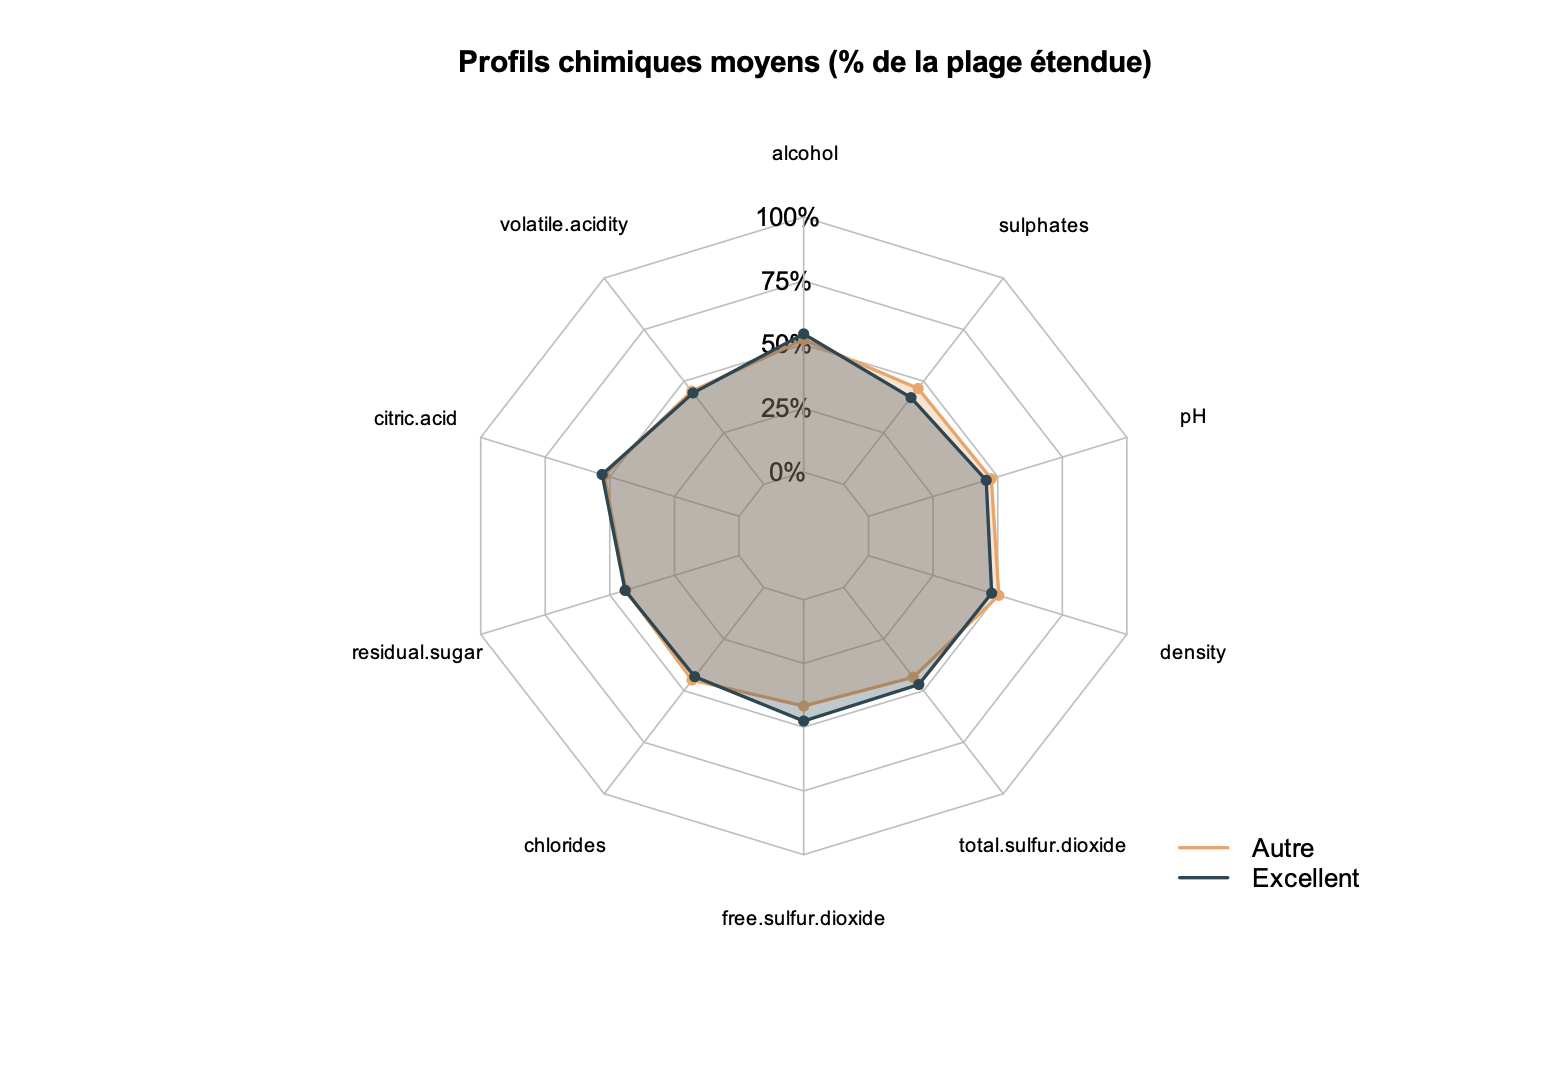 Profils chimiques moyens (% de la plage étendue)
alcohol
volatile.acidity
sulphates
100%
75%
50%
25%
0%
citric.acid
pH
residual.sugar
density
chlorides
total.sulfur.dioxide
free.sulfur.dioxide
Autre
Excellent